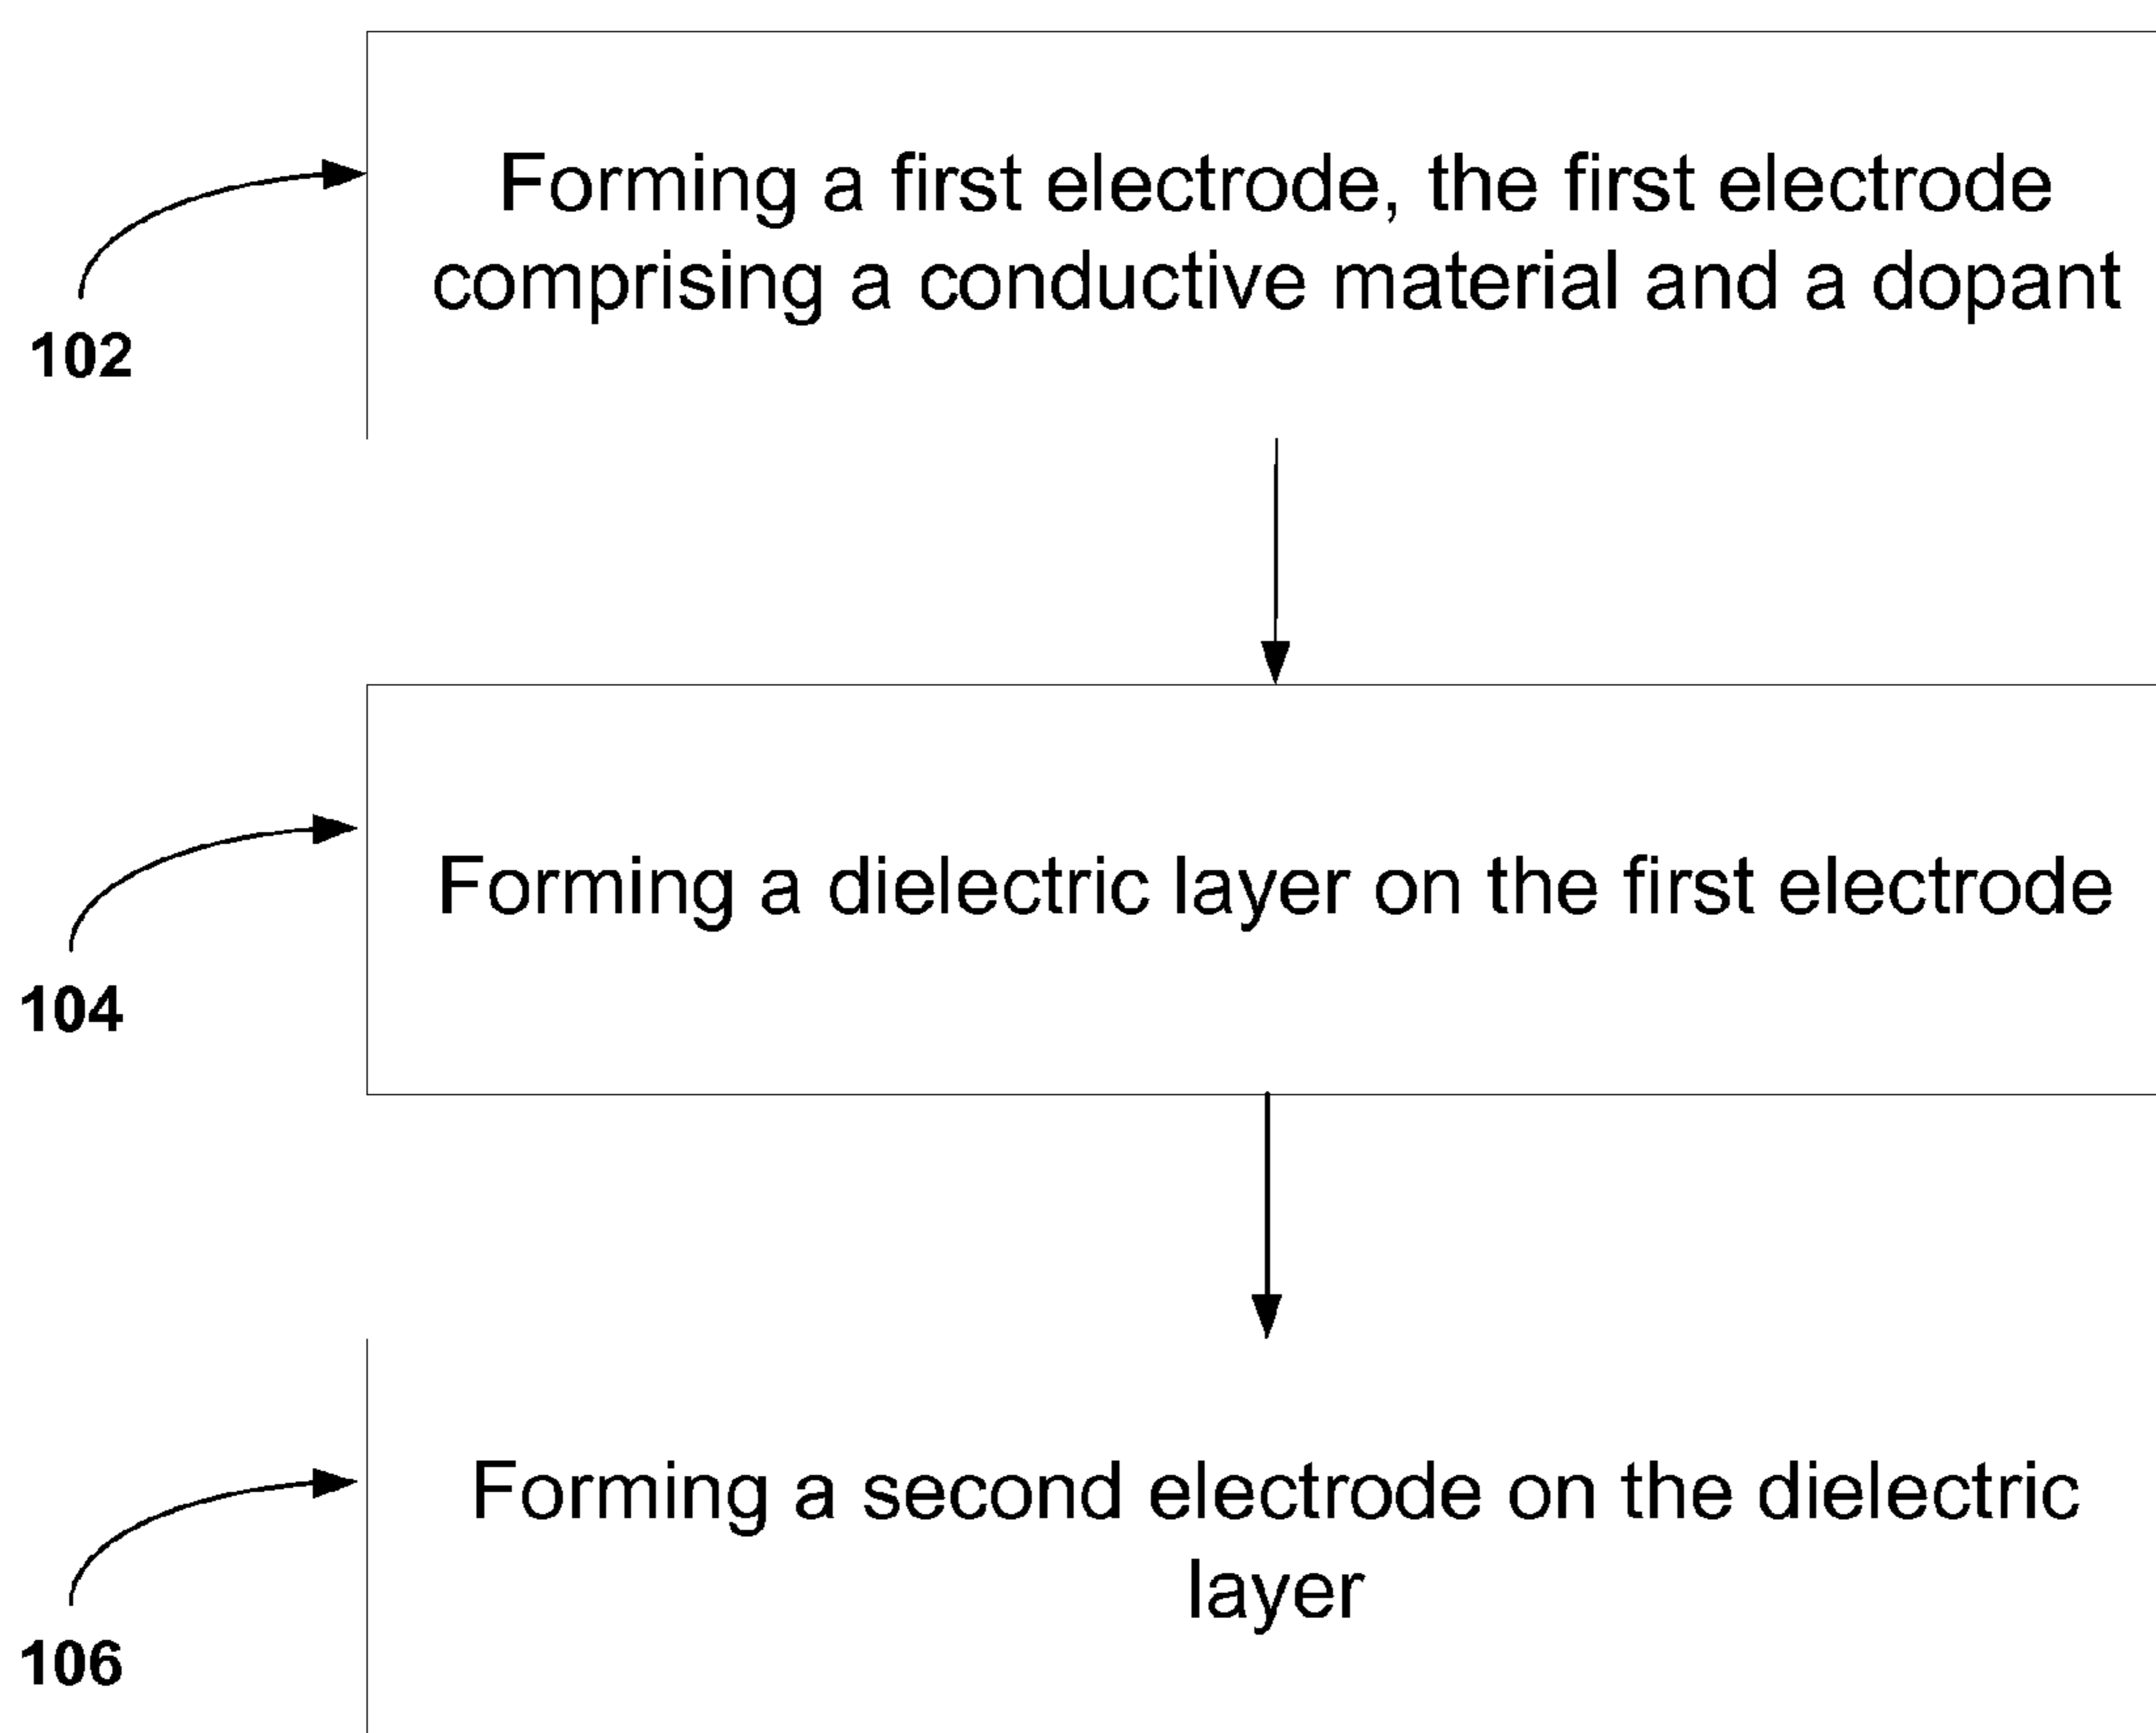 Forming a first electrode, the first electrode
comprising a conductive material and a dopant
102
Forming a dielectric layer on the first electrode
104
Forming a second electrode on the dielectric
layer
106